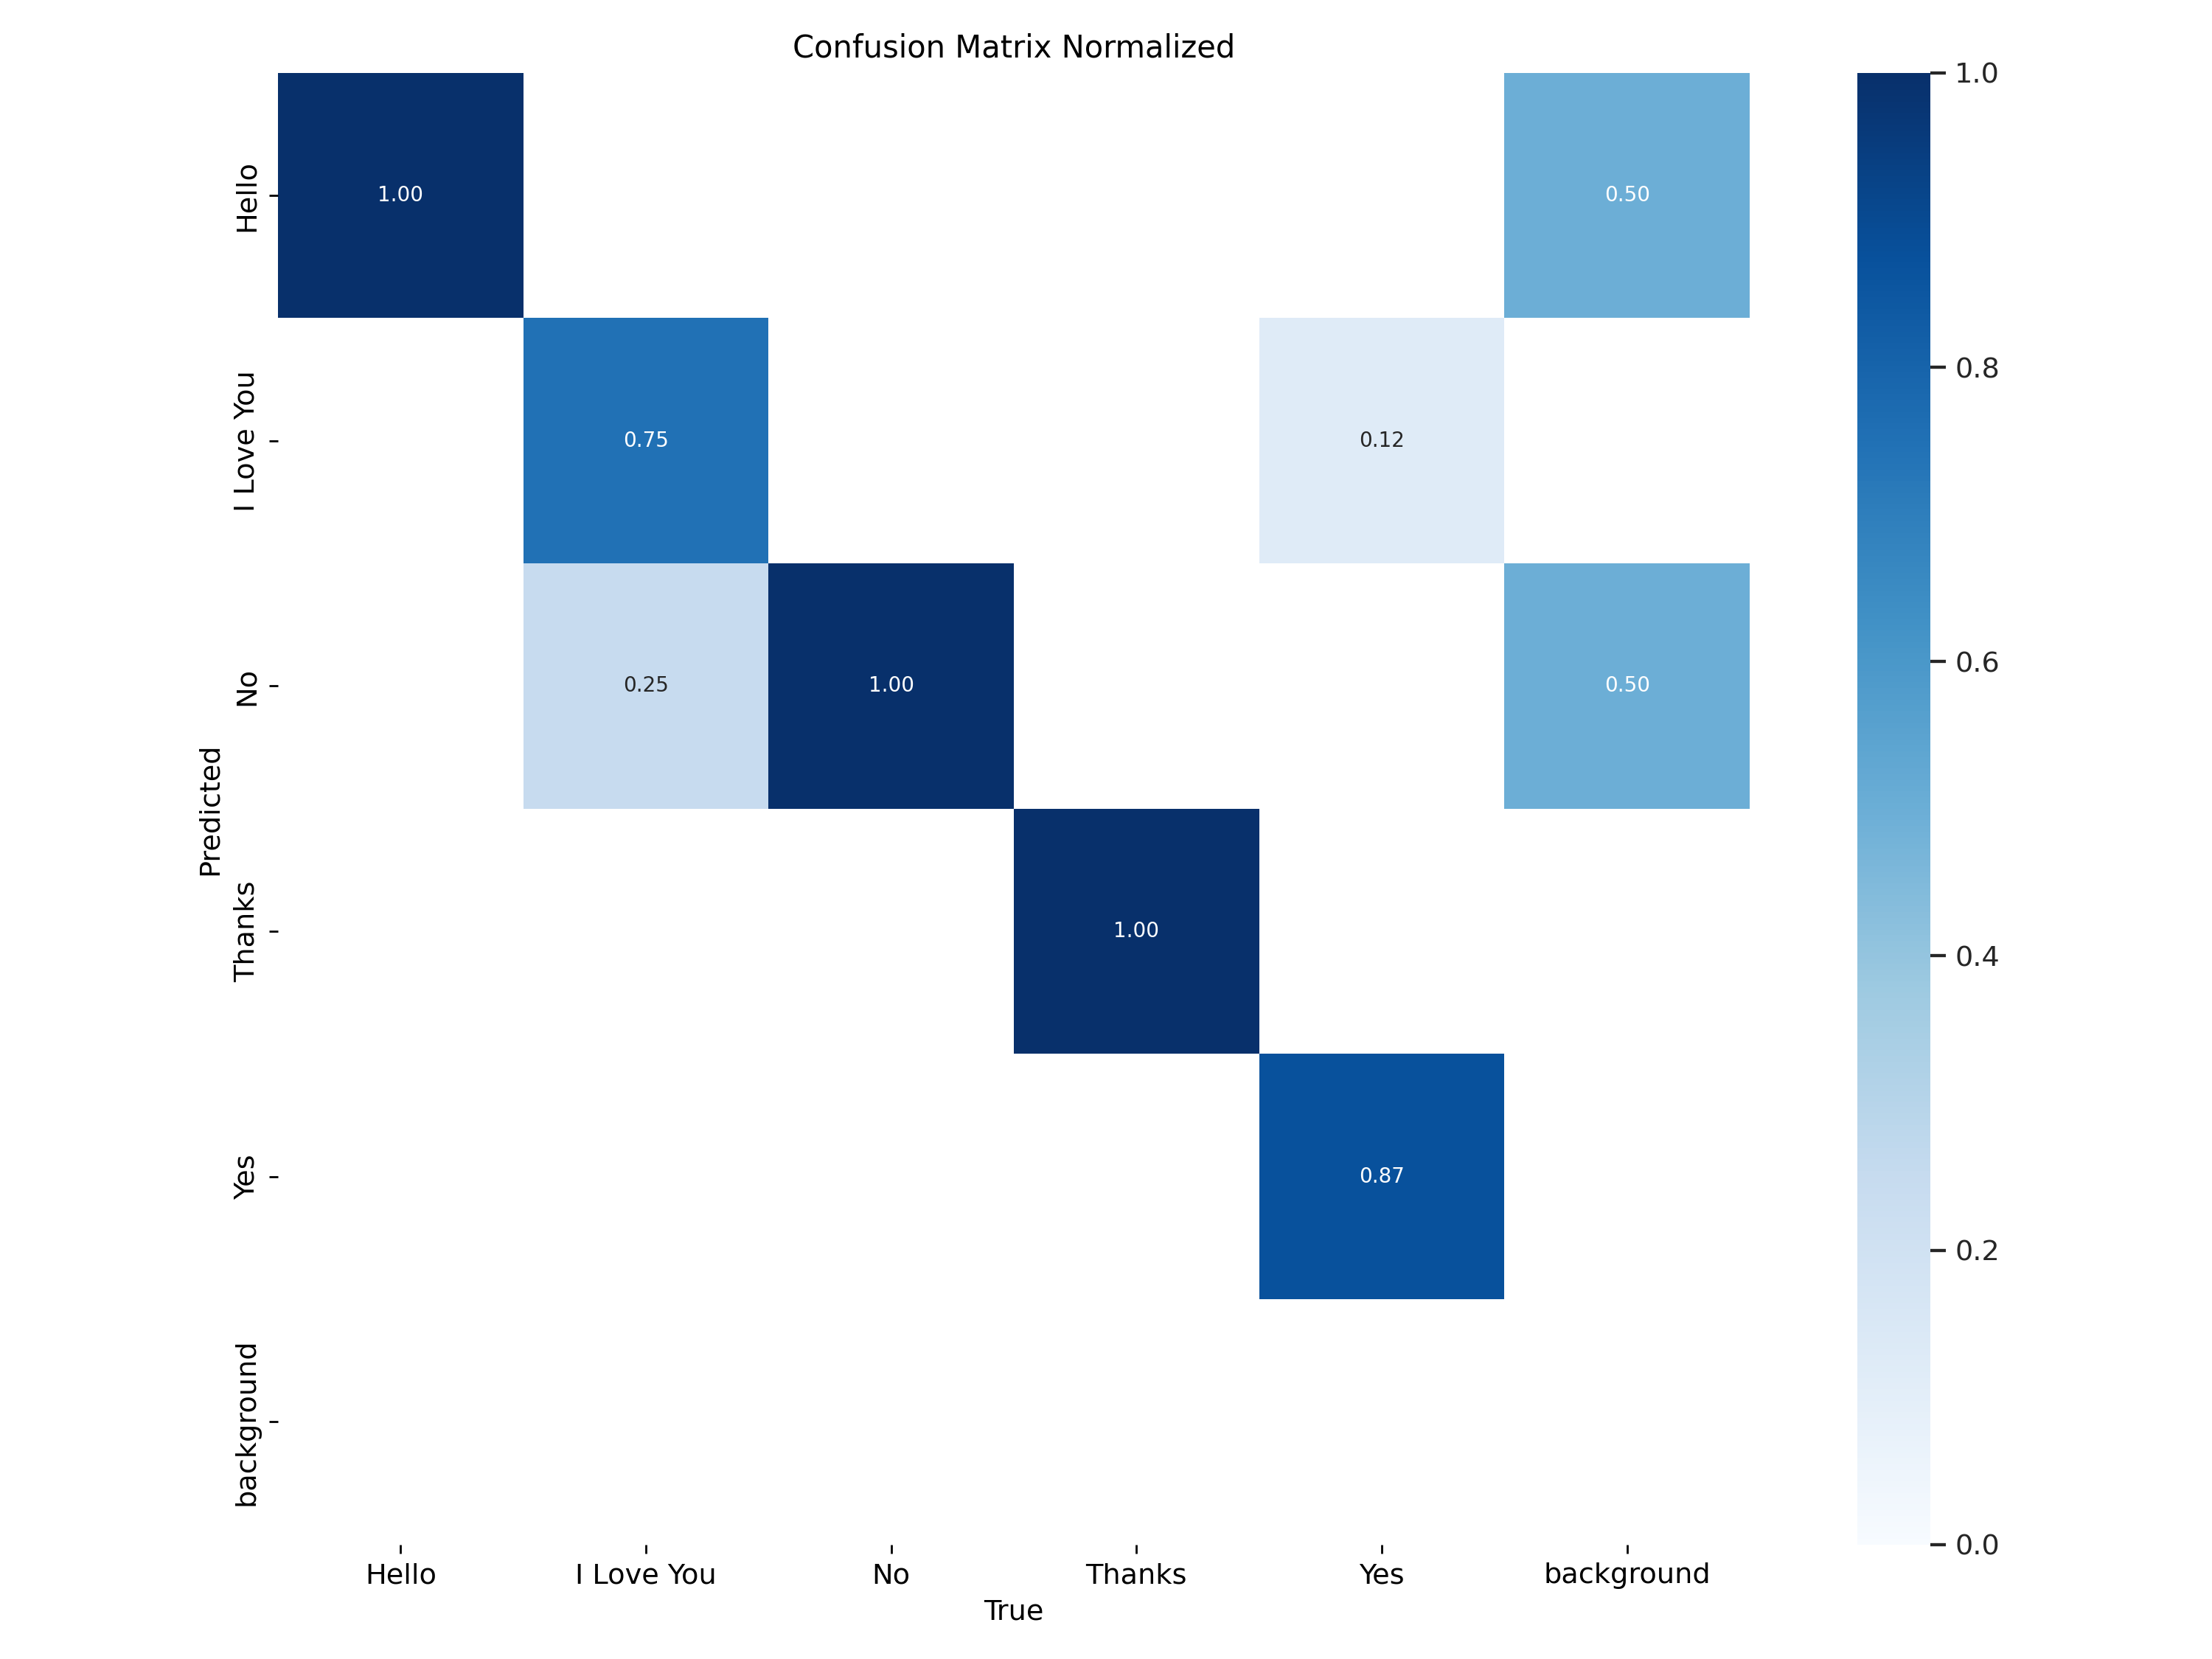 Confusion Matrix Normalized
Predicted
Hello
1.00
0.50
I Love You
0.75
0.12
No
0.25
1.00
0.50
Thanks
1.00
Yes
0.87
background
Hello
I Love You
No
Thanks
Yes
background
True
1.0
0.8
0.6
0.4
0.2
0.0